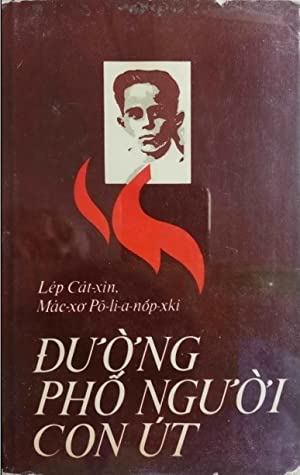 Lép Cát-xin,
Mác-xơ Pô-li-a-nốp-xki
ĐƯỜNG
PHỐ NGƯỜI
CON ÚT